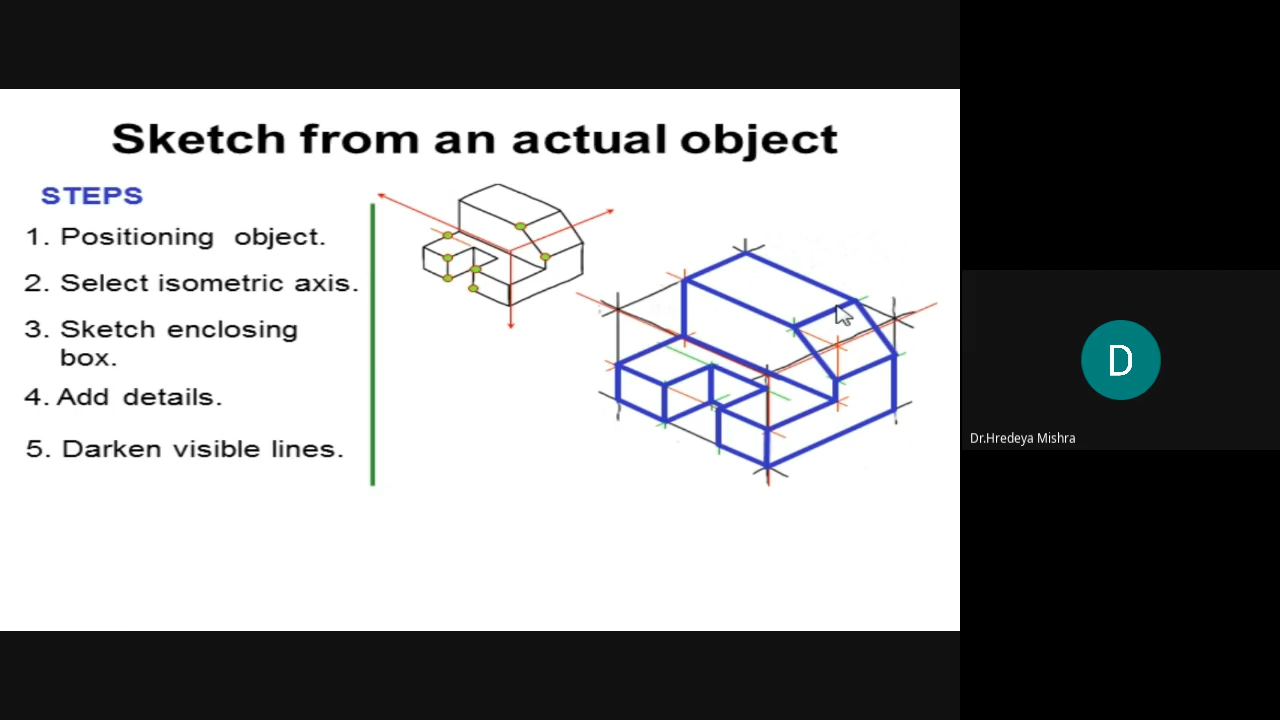 Sketch from an actual object
STEPS
1. Positioning object.
2. Select isometric axis.
3. Sketch enclosing
box.
4. Add details.
5. Darken visible lines.
D
Dr.Hredeya Mishra